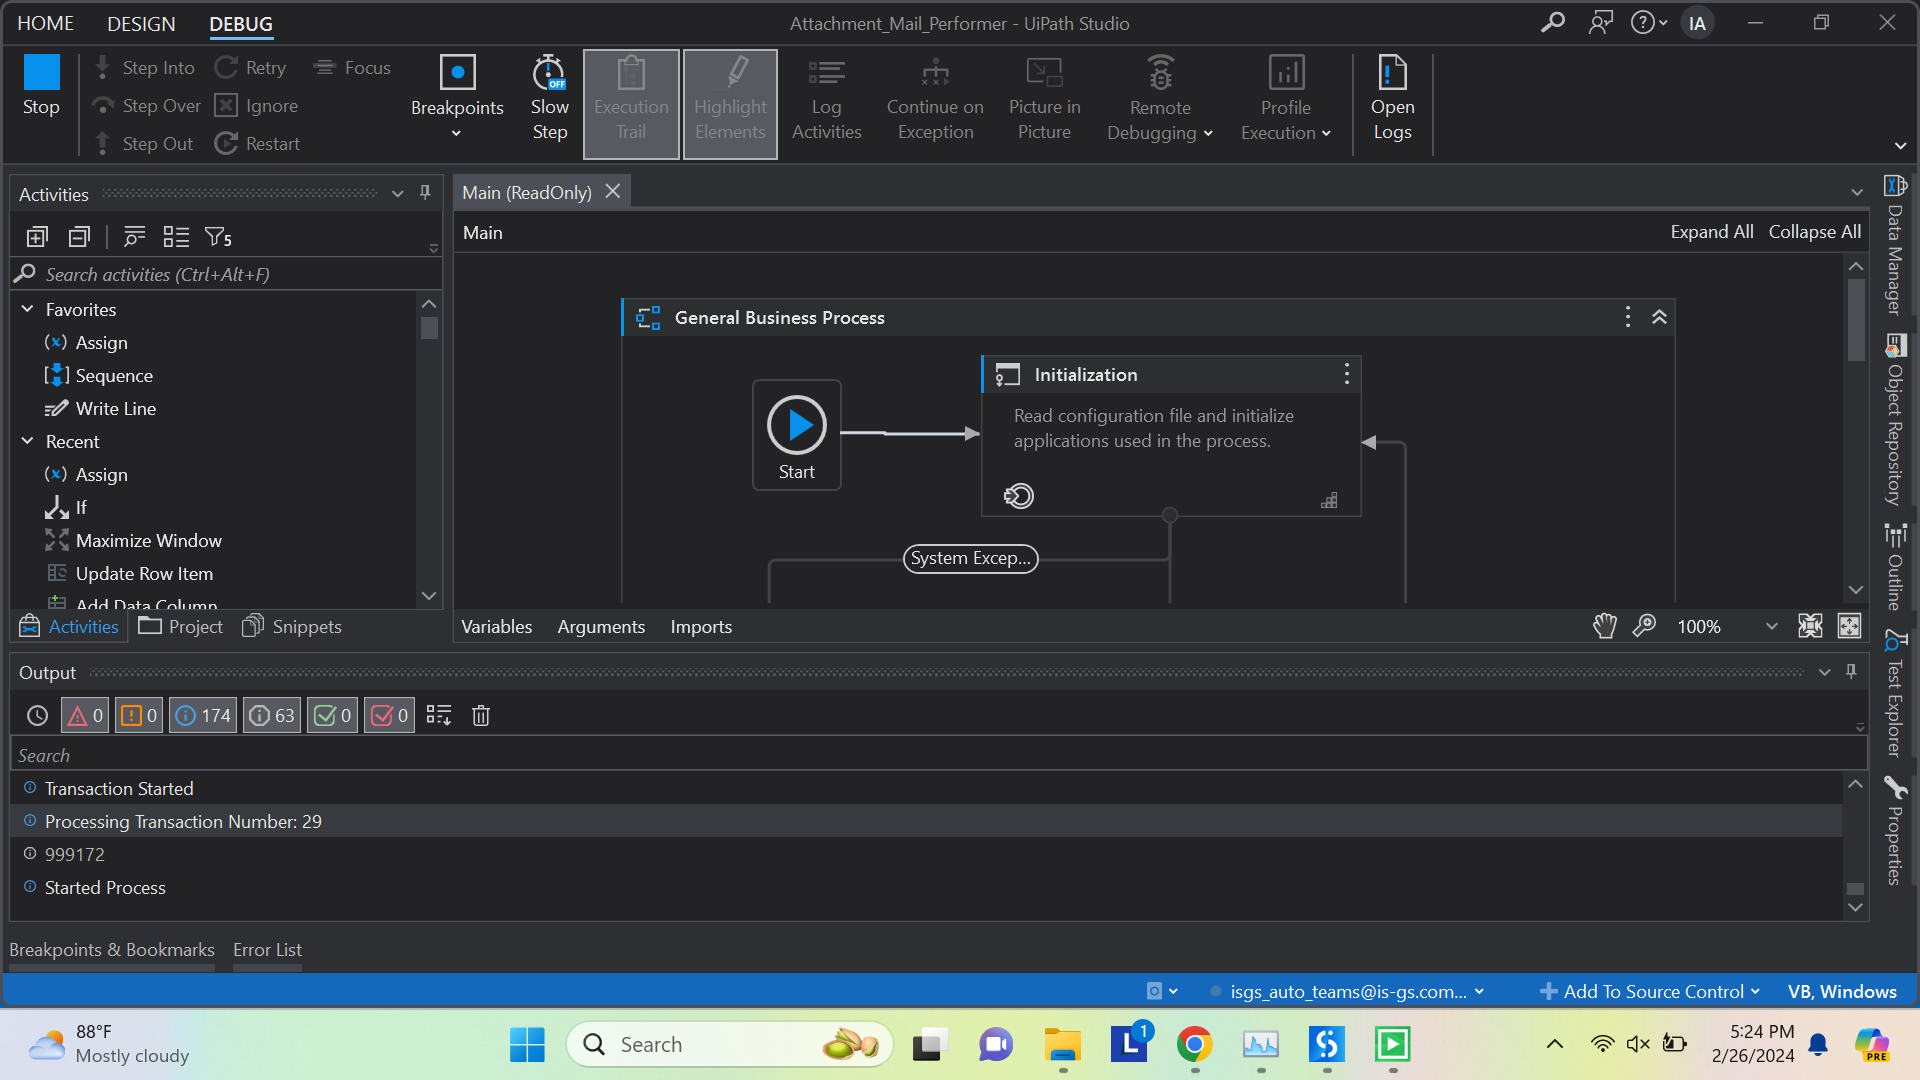 HOME DESIGN DEBUG
Attachment_Mail_Performer - UiPath Studio
IA
Stop
Step Into
Step Over
Step Out
Retry
Ignore
Restart
Focus
Breakpoints
OFF
Slow
Step
Execution
Trail
Highlight
Elements
Log
Activities
Continue on
Exception
Picture in
Picture
Remote
Debugging
Profile
Execution
Open
Logs
Activities
5
Search activities (Ctrl+Alt+F)
Favorites
Assign
Sequence
Write Line
Recent
Assign
If
Maximize Window
Update Row Item
Add Data Column
Activities Project Snippets
Main (ReadOnly)
Main
Expand All Collapse All
General Business Process
Start
Initialization
Read configuration file and initialize
applications used in the process.
System Excep...
Variables Arguments Imports
100%
Data Manager
Object Repository
Outline
Test Explorer
Properties
Output
0 0 174 63 0 0
Search
Transaction Started
Processing Transaction Number: 29
999172
Started Process
Breakpoints & Bookmarks Error List
isgs_auto_teams@is-gs.com...
Add To Source Control
VB, Windows
88°F
Mostly cloudy
Search
L
1
5:24 PM
2/26/2024
PRE